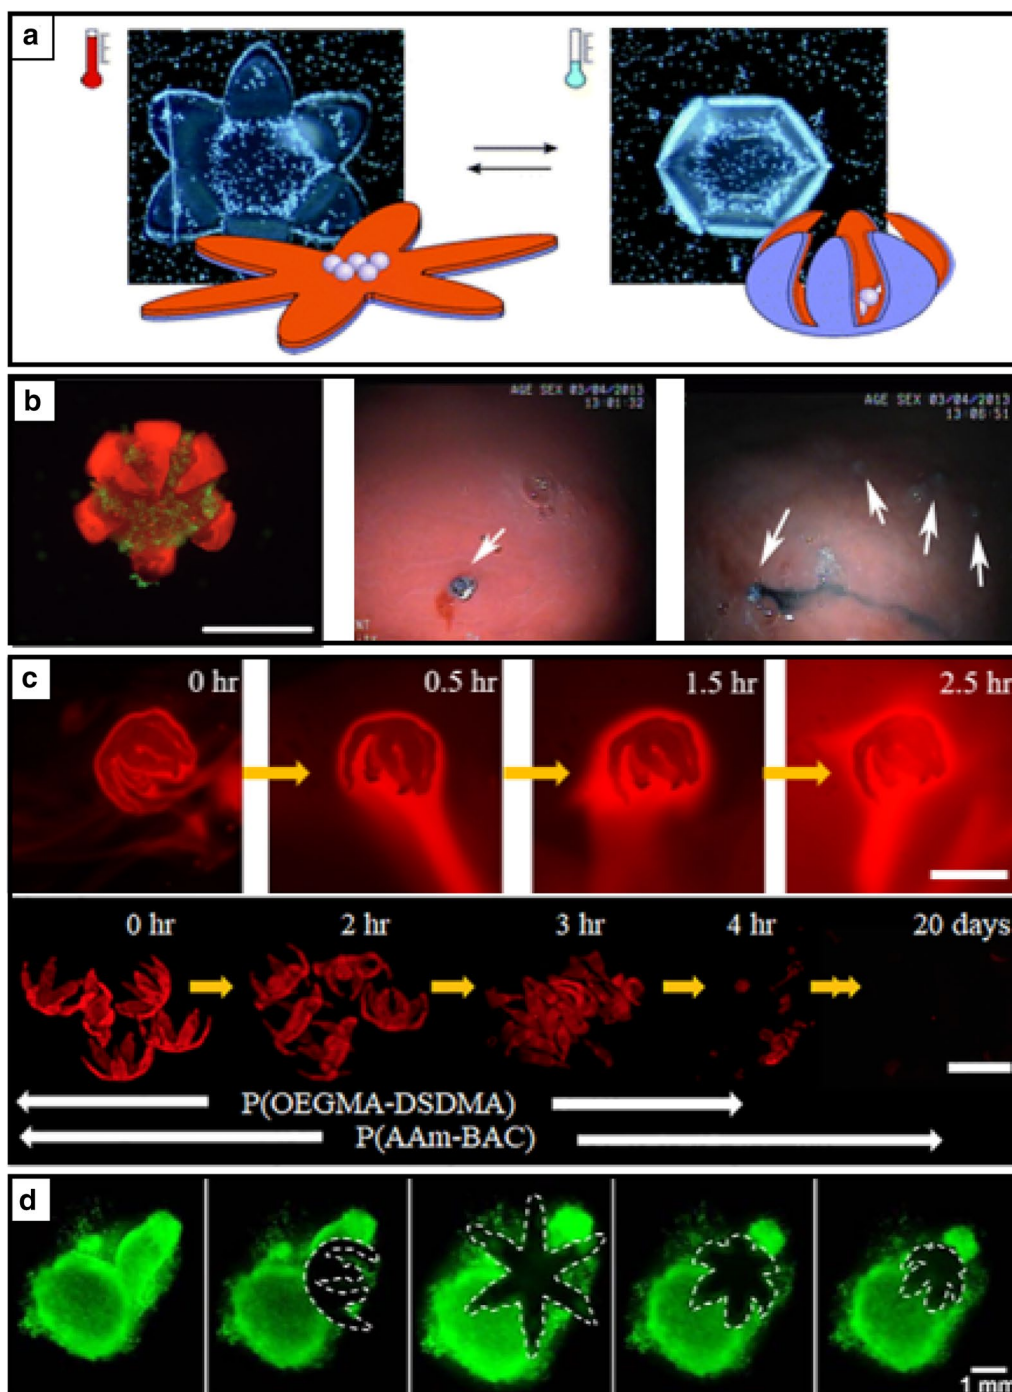 a
b
AGE SEX 03/04/2013
13:01:32
AGE SEX 03/04/2013
13:06:51
NT
c
0 hr
0.5 hr
1.5 hr
2.5 hr
0 hr
2 hr
3 hr
4 hr
20 days
P(OEGMA-DSDMA)
P(AAm-BAC)
d
1 mm